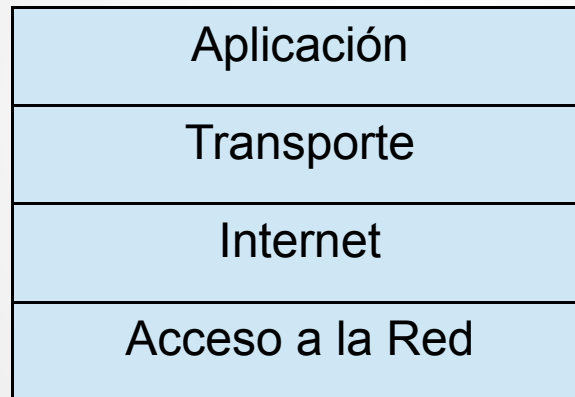 Aplicación
Transporte
Internet
Acceso a la Red